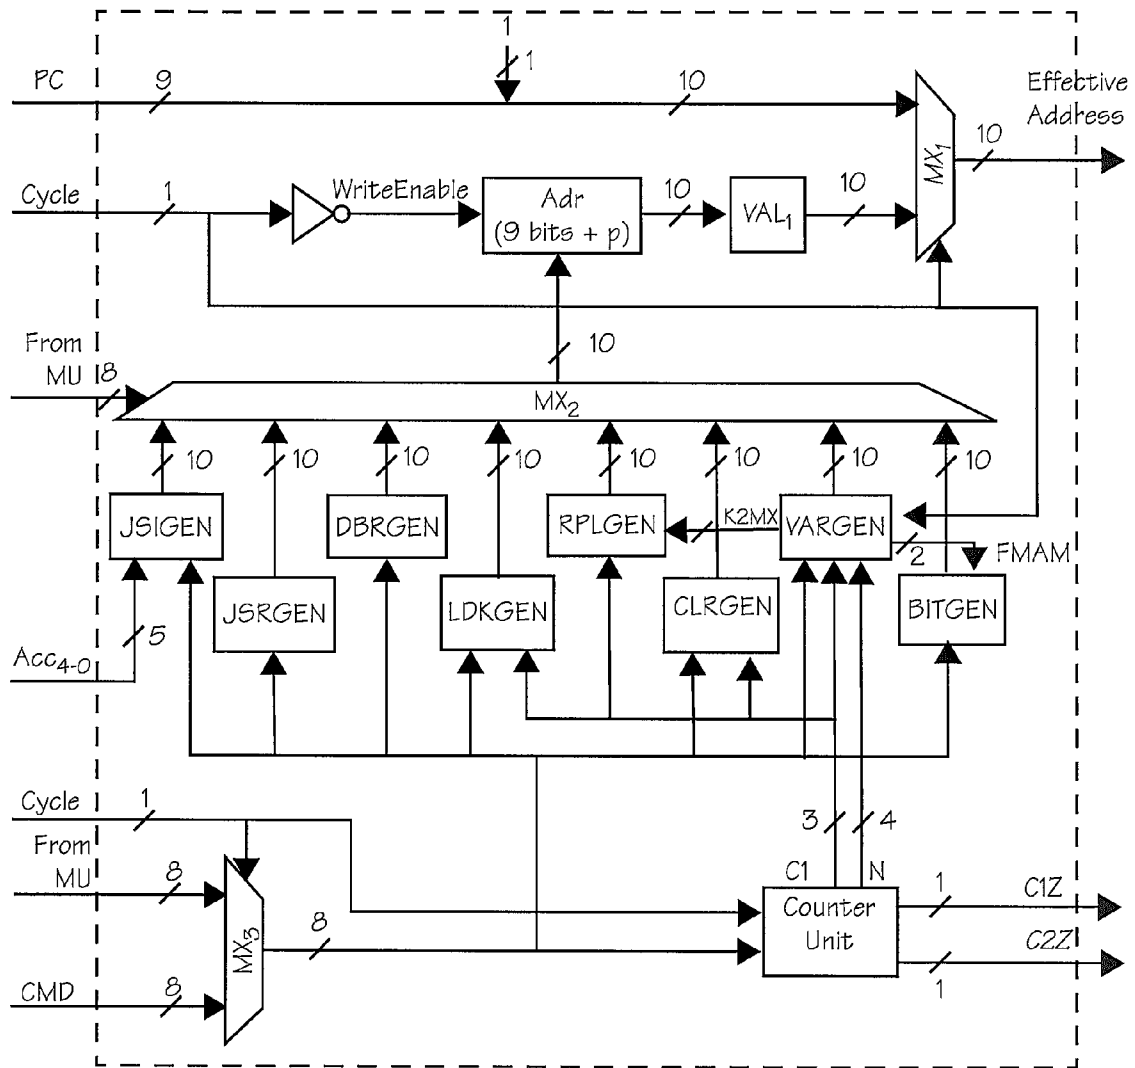 1
PC
9
1
10
Effective
Address
MX1
10
Cycle
1
WriteEnable
Adr
(9 bits + p)
10
VAL1
10
From
MU
8
10
MX2
10
10
10
10
10
10
10
10
JSIGEN
DBRGEN
RPLGEN
K2MX
VARGEN
2
FMAM
JSRGEN
LDKGEN
CLRGEN
BITGEN
5
Acc4-0
Cycle
1
3
4
From
MU
8
C1
N
Counter
Unit
1
C1Z
8
MX3
C2Z
1
CMD
8